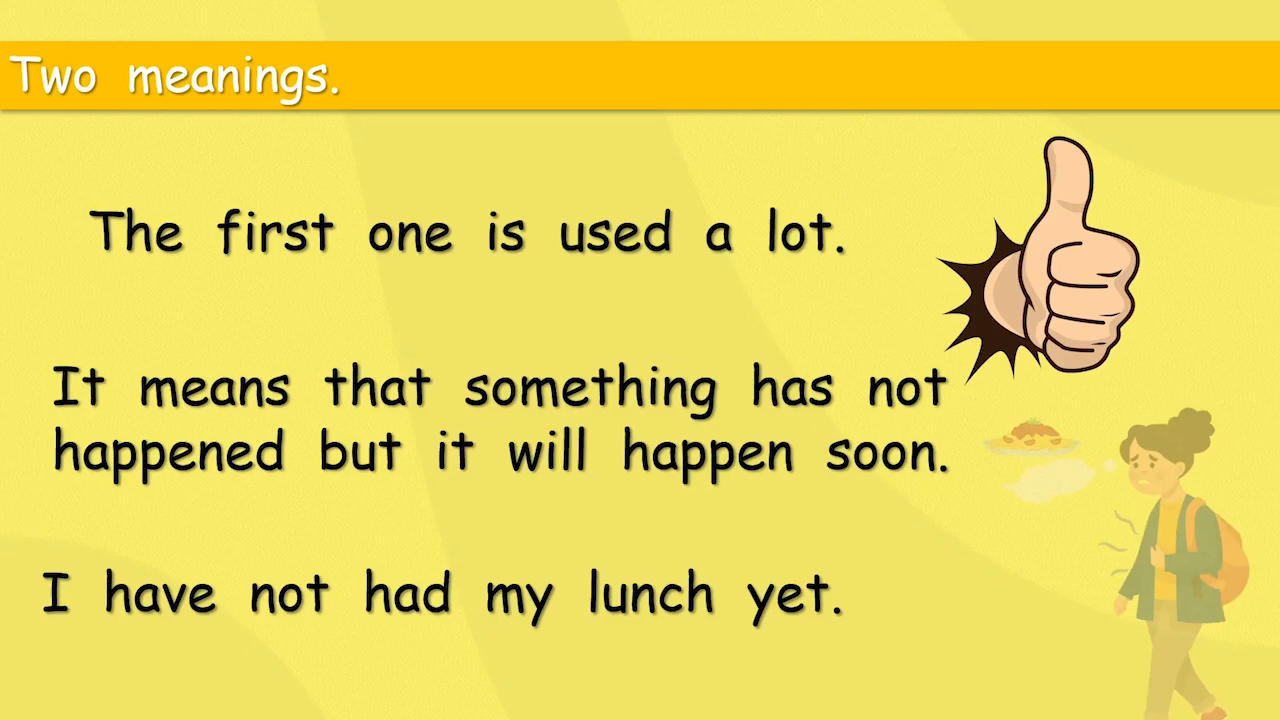 Two meanings.
The first one is used a lot.
It means that something has not
happened but it will happen soon.
I have not had my lunch yet.